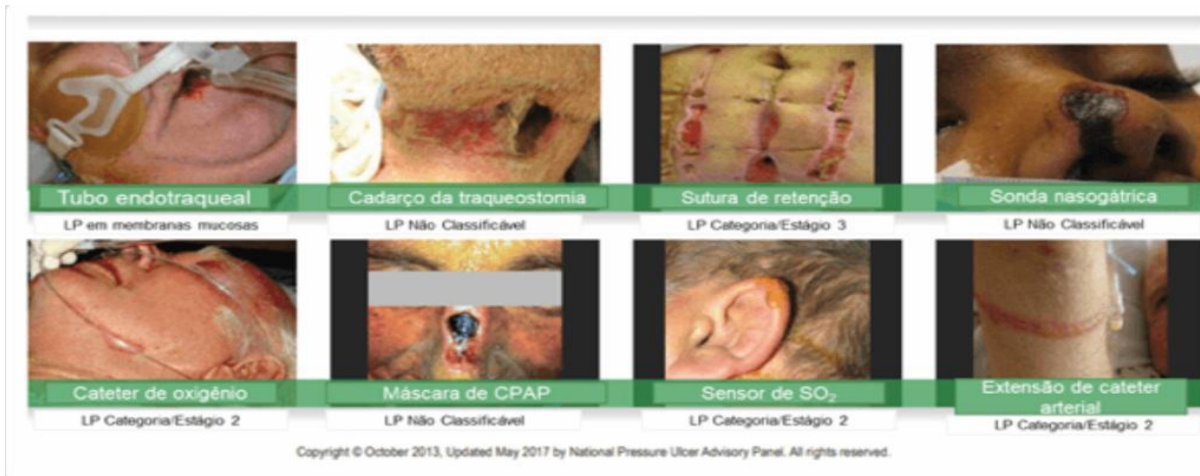 Tubo endotraqueal
Cadarço da traqueostomia
Sutura de retenção
Sonda nasogátrica
LP em membranas mucosas
LP Não Classificável
LP Categoria/Estágio 3
LP Não Classificável
Cateter de oxigênio
Máscara de CPAP
Sensor de SO₂
Extensão de cateter
arterial
LP Categoria/Estágio 2
LP Não Classificável
LP Categoria/Estágio 2
LP Categoria/Estágio 2
Copyright © October 2013, Updated May 2017 by National Pressure Ulcer Advisory Panel. All rights reserved.